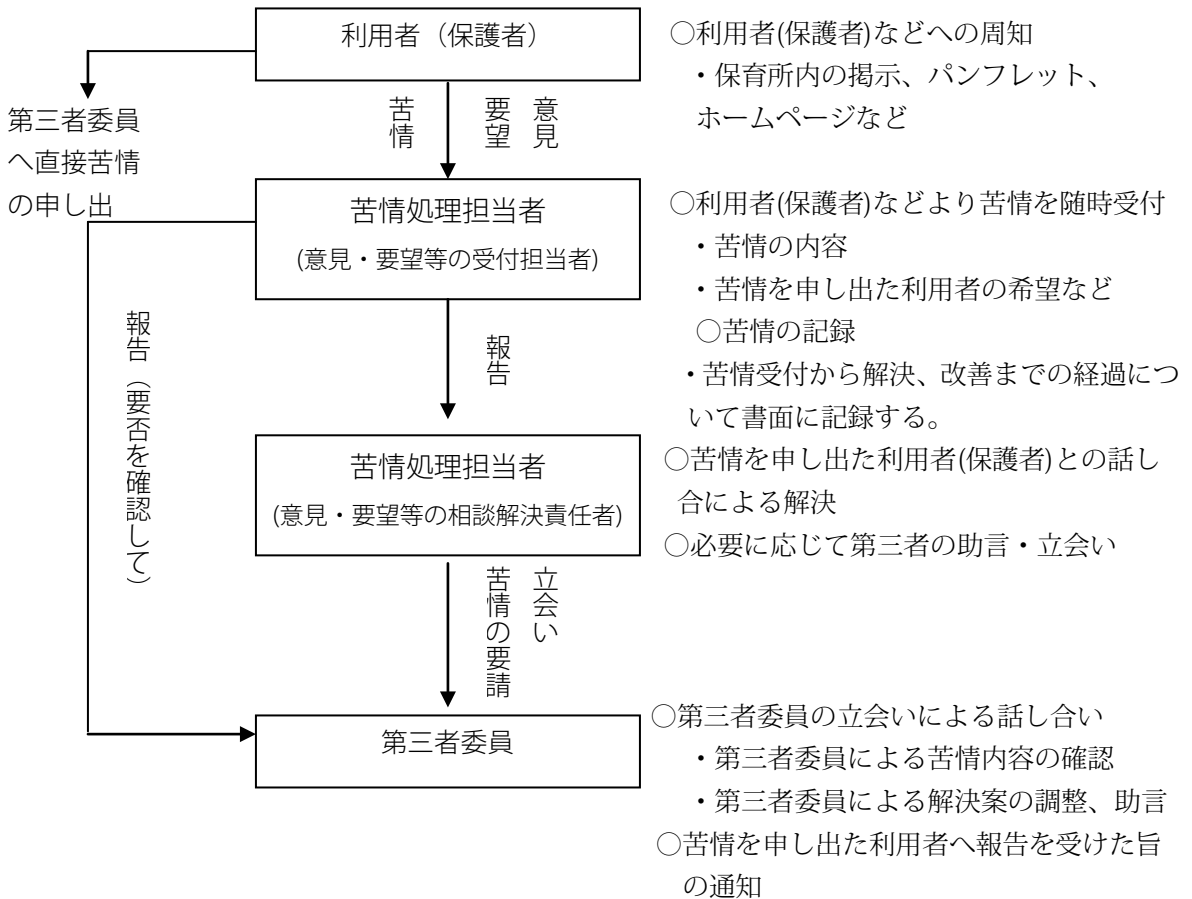 利用者（保護者）
○利用者(保護者)などへの周知
・保育所内の掲示、パンフレット、
ホームページなど
第三者委員
へ直接苦情
の申し出
苦情
要望
意見
苦情処理担当者
(意見・要望等の受付担当者)
○利用者(保護者)などより苦情を随時受付
・苦情の内容
・苦情を申し出た利用者の希望など
○苦情の記録
・苦情受付から解決、改善までの経過につ
いて書面に記録する。
報告（要否を確認して）
報告
苦情処理担当者
(意見・要望等の相談解決責任者)
○苦情を申し出た利用者(保護者)との話し
合による解決
○必要に応じて第三者の助言・立会い
苦情の要請
立会い
第三者委員
○第三者委員の立会いによる話し合い
・第三者委員による苦情内容の確認
・第三者委員による解決案の調整、助言
○苦情を申し出た利用者へ報告を受けた旨
の通知